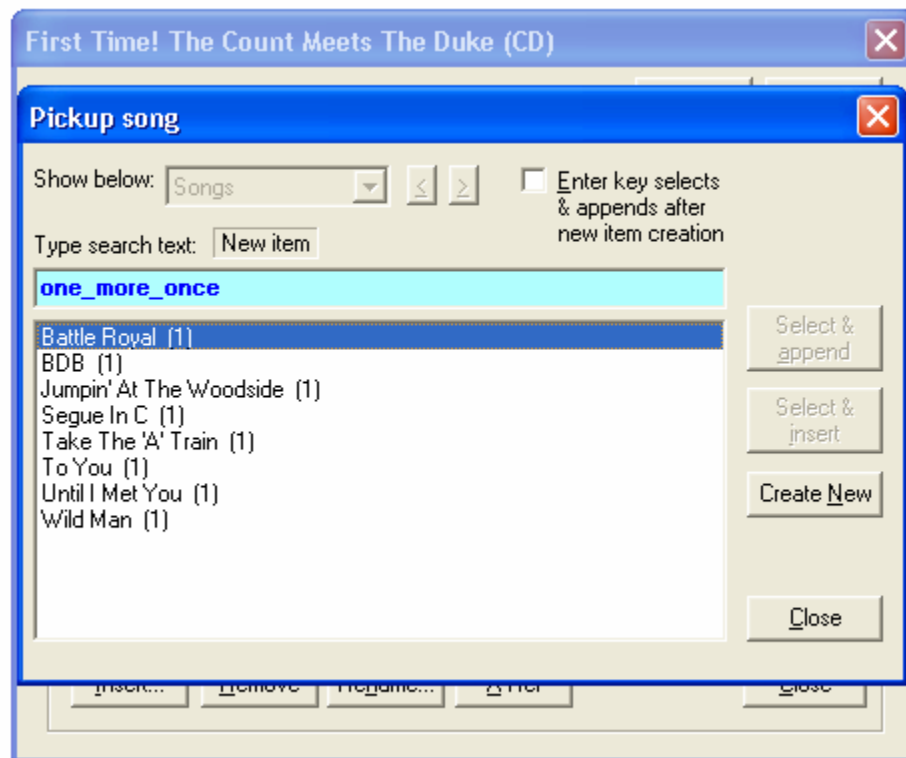 First Time! The Count Meets The Duke (CD)
Pickup song
Show below: Songs < > Enter key selects
& appends after
new item creation
Type search text: New item
one_more_once
Battle Royal (1)
BDB (1)
Jumpin' At The Woodside (1)
Segue In C (1)
Take The 'A' Train (1)
To You (1)
Until I Met You (1)
Wild Man (1)
Select &
append
Select &
insert
Create New
Close
Insert... Remove Rename... Close